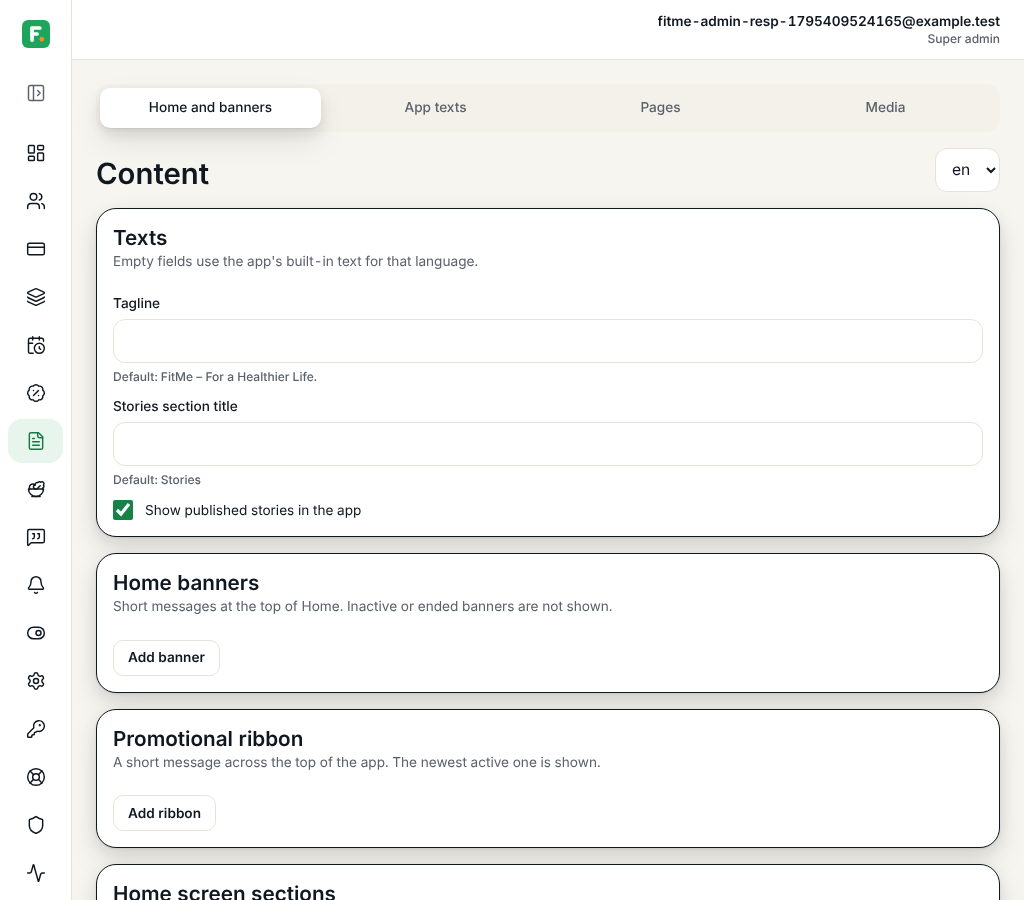 F.
fitme-admin-resp-1795409524165@example.test
Super admin
Home and banners
App texts
Pages
Media
Content
en
Texts
Empty fields use the app's built-in text for that language.
Tagline
Default: FitMe – For a Healthier Life.
Stories section title
Default: Stories
Show published stories in the app
Home banners
Short messages at the top of Home. Inactive or ended banners are not shown.
Add banner
Promotional ribbon
A short message across the top of the app. The newest active one is shown.
Add ribbon
Home screen sections